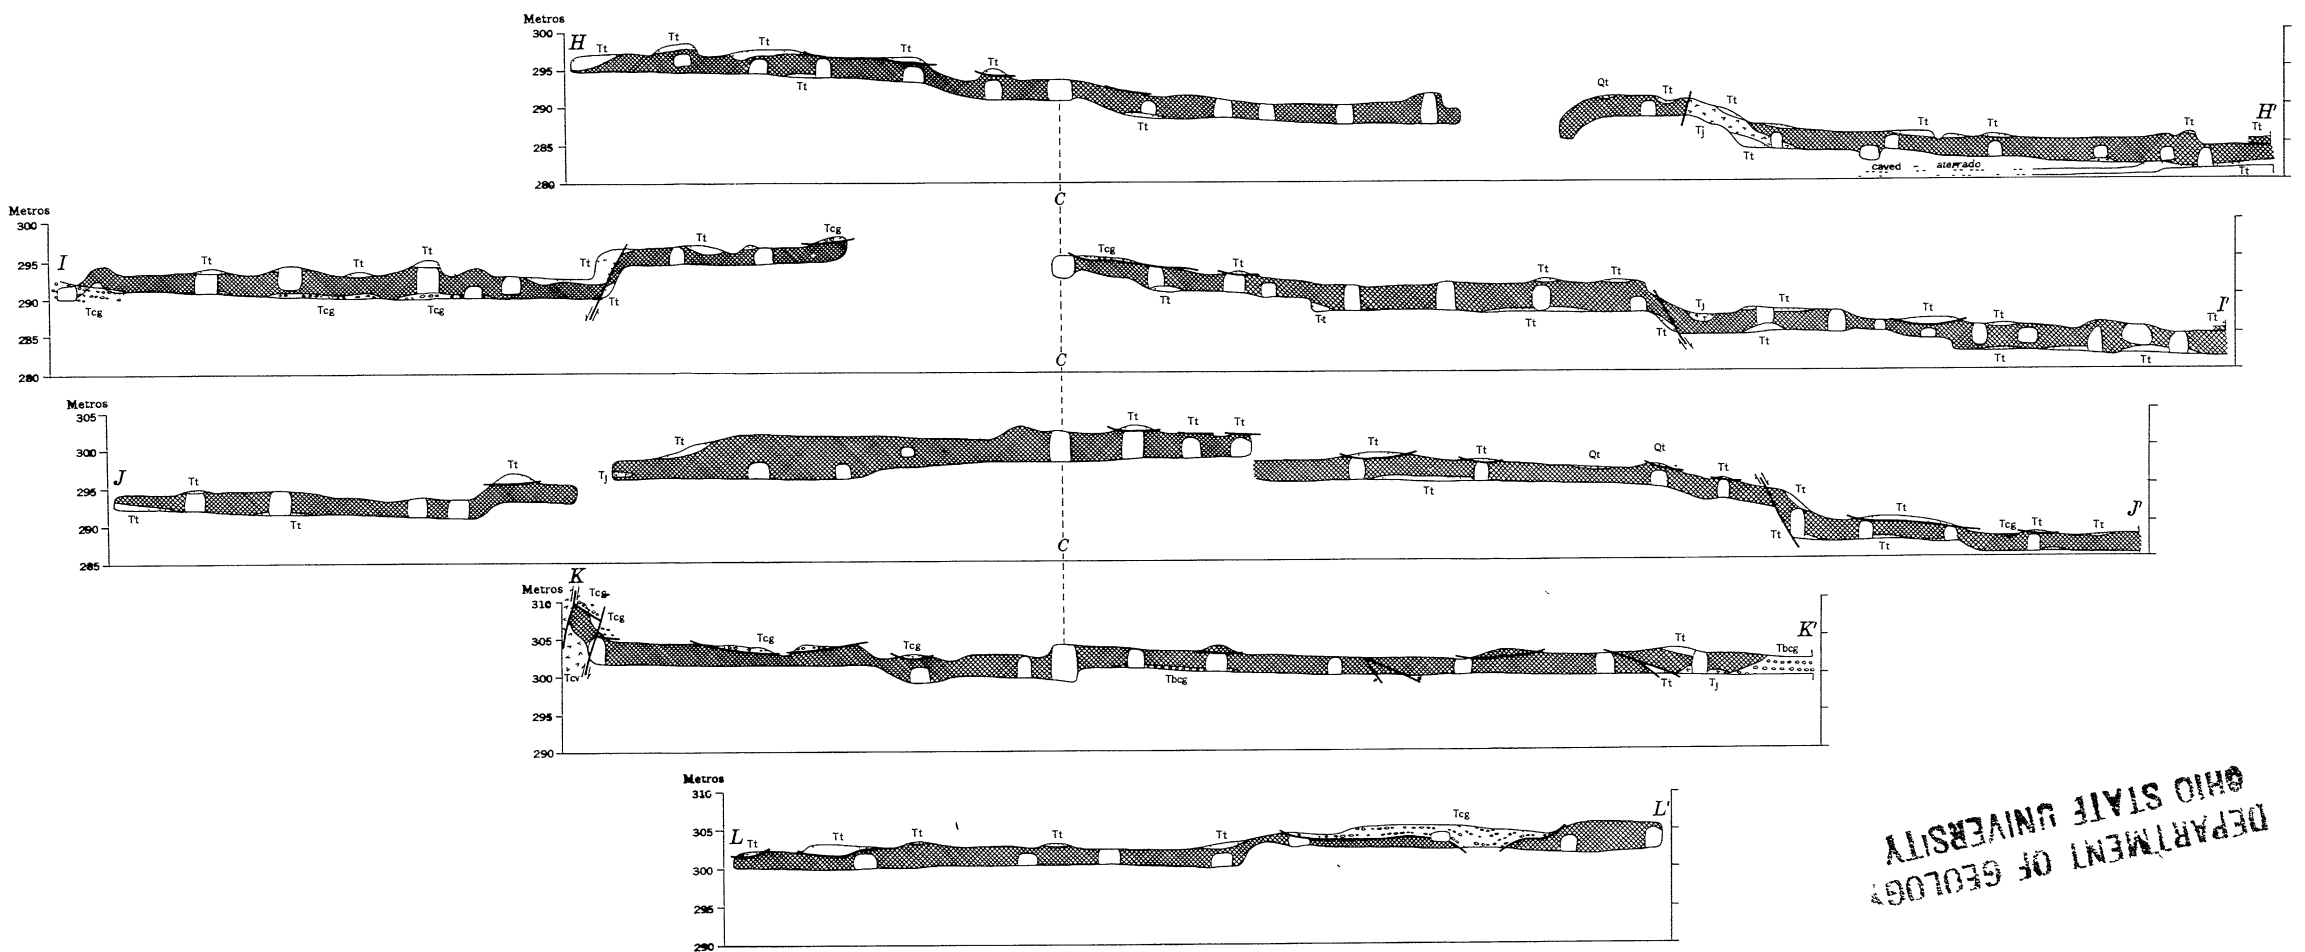 Metros
300 H Tt Tt Tt Tt Tt
295
290 Tt Tt Qt Tt Tt Tj Tt Tt Tt Tt H' Tt
285
280 caved aterrado Tt
C
Metros
300 I Tt Tt Tt Tt Tt Tcg Tcg Tt Tt Tt Tj Tt Tt Tt I' Tt
295
290 Tcg Tcg Tcg Tt Tt Tt Tt Tt Tt Tt Tt
285
280
C
Metros
305 J Tt Tt Tt Tt Tt Tt Tt Tt Qt Qt Tt Tt Tt Tcg Tt Tt J'
300
295 Tj
290 Tt Tt Tt Tt Tt
285
C
Metros K
310 Tcg Tcg
305 Tcg Tcg Tt Tbcg K'
300 Tcv Tbcg Tt Tj
295
290
Metros
310 L Tt Tt Tt Tt Tt Tcg L'
305
300
295
290
DEPARTMENT OF GEOLOGY
OHIO STATE UNIVERSITY